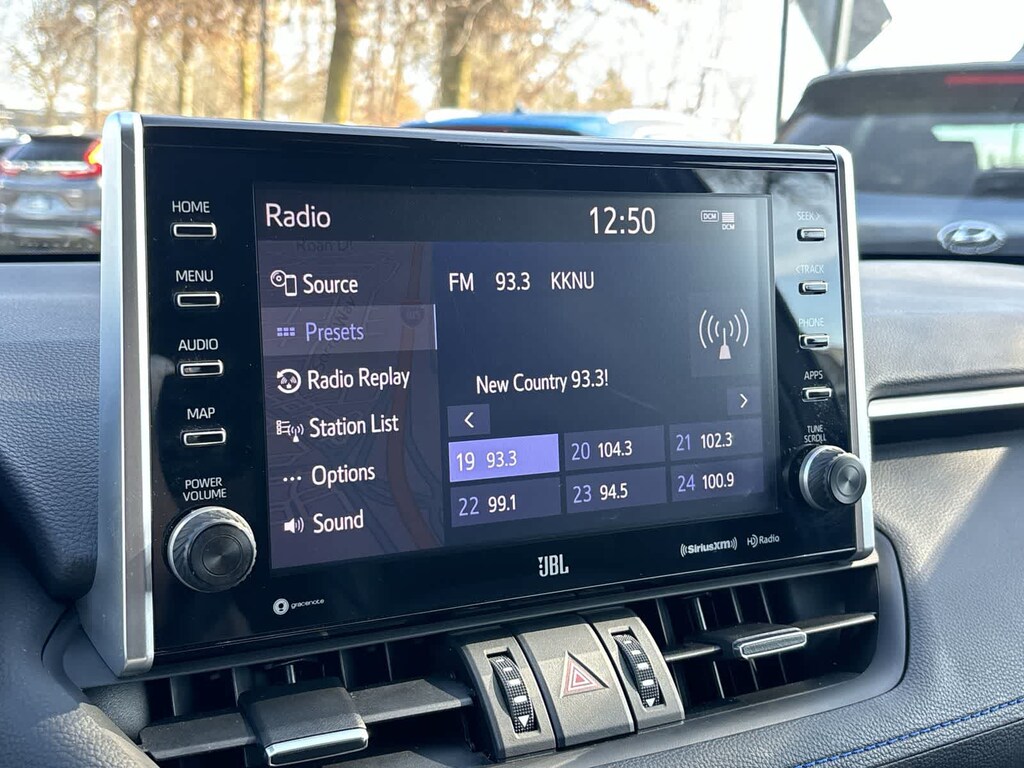 HOME
MENU
AUDIO
MAP
POWER
VOLUME
Radio
12:50
DCM
DCM
Source
Presets
Radio Replay
Station List
Options
Sound
FM 93.3 KKNU
New Country 93.3!
<
>
19 93.3
20 104.3
21 102.3
22 99.1
23 94.5
24 100.9
SEEK>
<TRACK
PHONE
APPS
TUNE
SCROLL
gracenote
JBL
((SiriusXM))
HD Radio